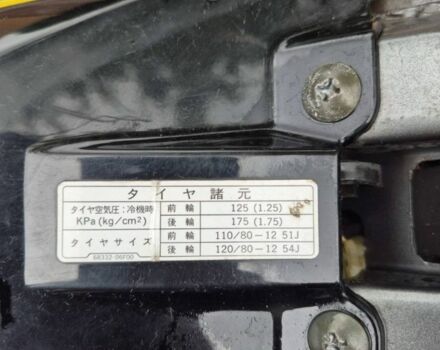 タイヤ諸元
タイヤ空気圧：冷機時 前輪 125 (1.25)
KPa (kg/cm²) 後輪 175 (1.75)
タイヤサイズ 前輪 110/80－12 51J
後輪 120/80－12 54J
68332-06F00